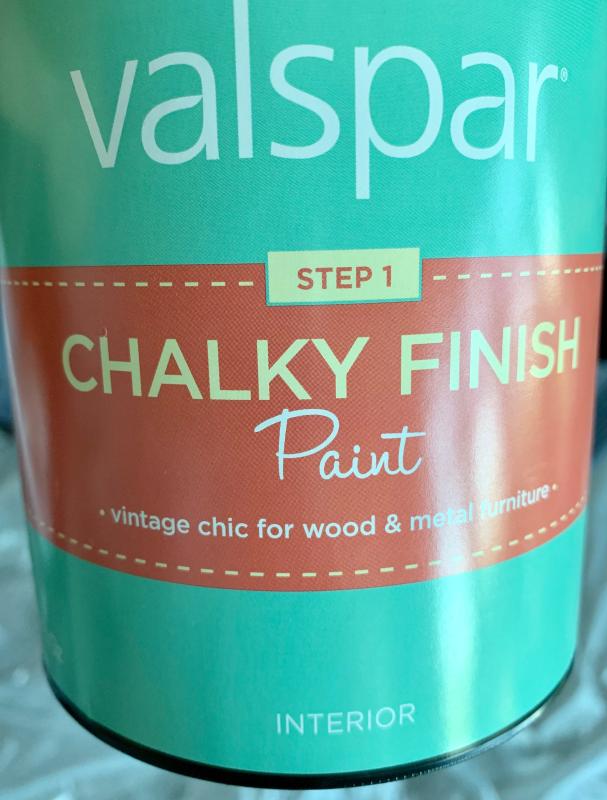 valspar®
STEP 1
CHALKY FINISH
Paint
• vintage chic for wood & metal furniture •
INTERIOR